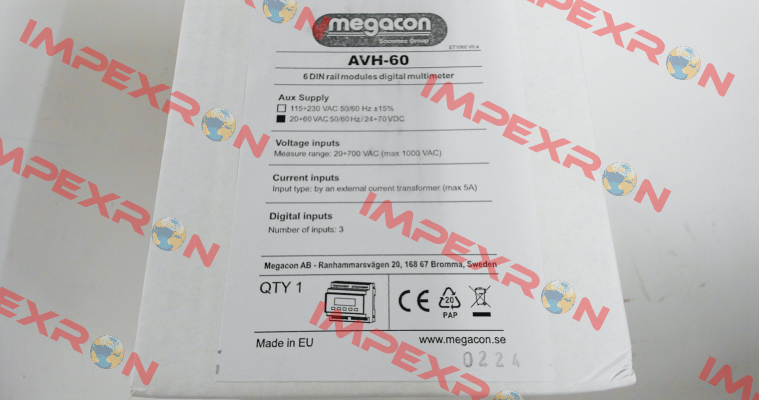 megacon
Socomec Group
ET1060 V0.4
AVH-60
6 DIN rail modules digital multimeter
Aux Supply
115÷230 VAC 50/60 Hz ±15%
20÷60 VAC 50/60 Hz / 24÷70 VDC
Voltage inputs
Measure range: 20÷700 VAC (max 1000 VAC)
Current inputs
Input type: by an external current transformer (max 5A)
Digital inputs
Number of inputs: 3
Megacon AB - Ranhammarsvägen 20, 168 67 Bromma, Sweden
QTY 1
CE
20
PAP
Made in EU
www.megacon.se
0224
IMPEXRON
IMPEXRON
IMPEXRON
IMPEXRON
IMPEXRON
IMPEXRON